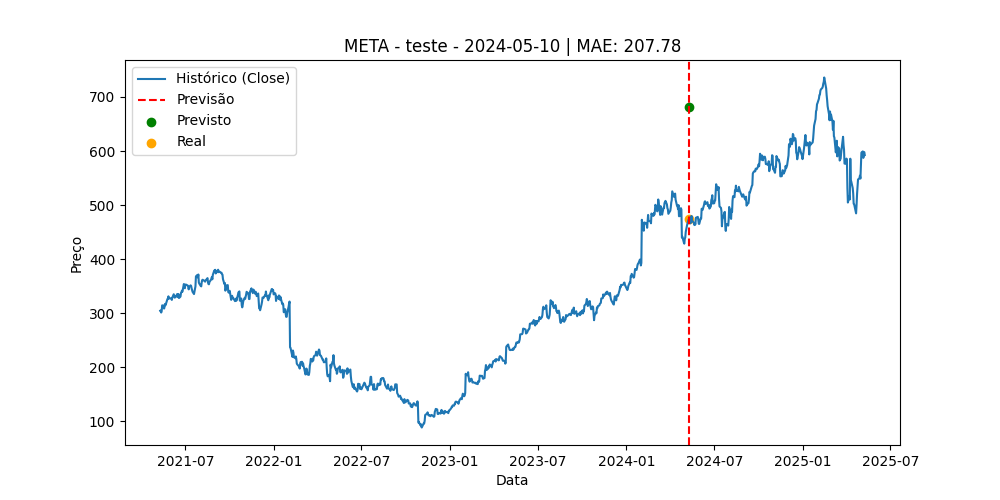 META - teste - 2024-05-10 | MAE: 207.78
Histórico (Close)
Previsão
Previsto
Real
Preço
700
600
500
400
300
200
100
2021-07 2022-01 2022-07 2023-01 2023-07 2024-01 2024-07 2025-01 2025-07
Data